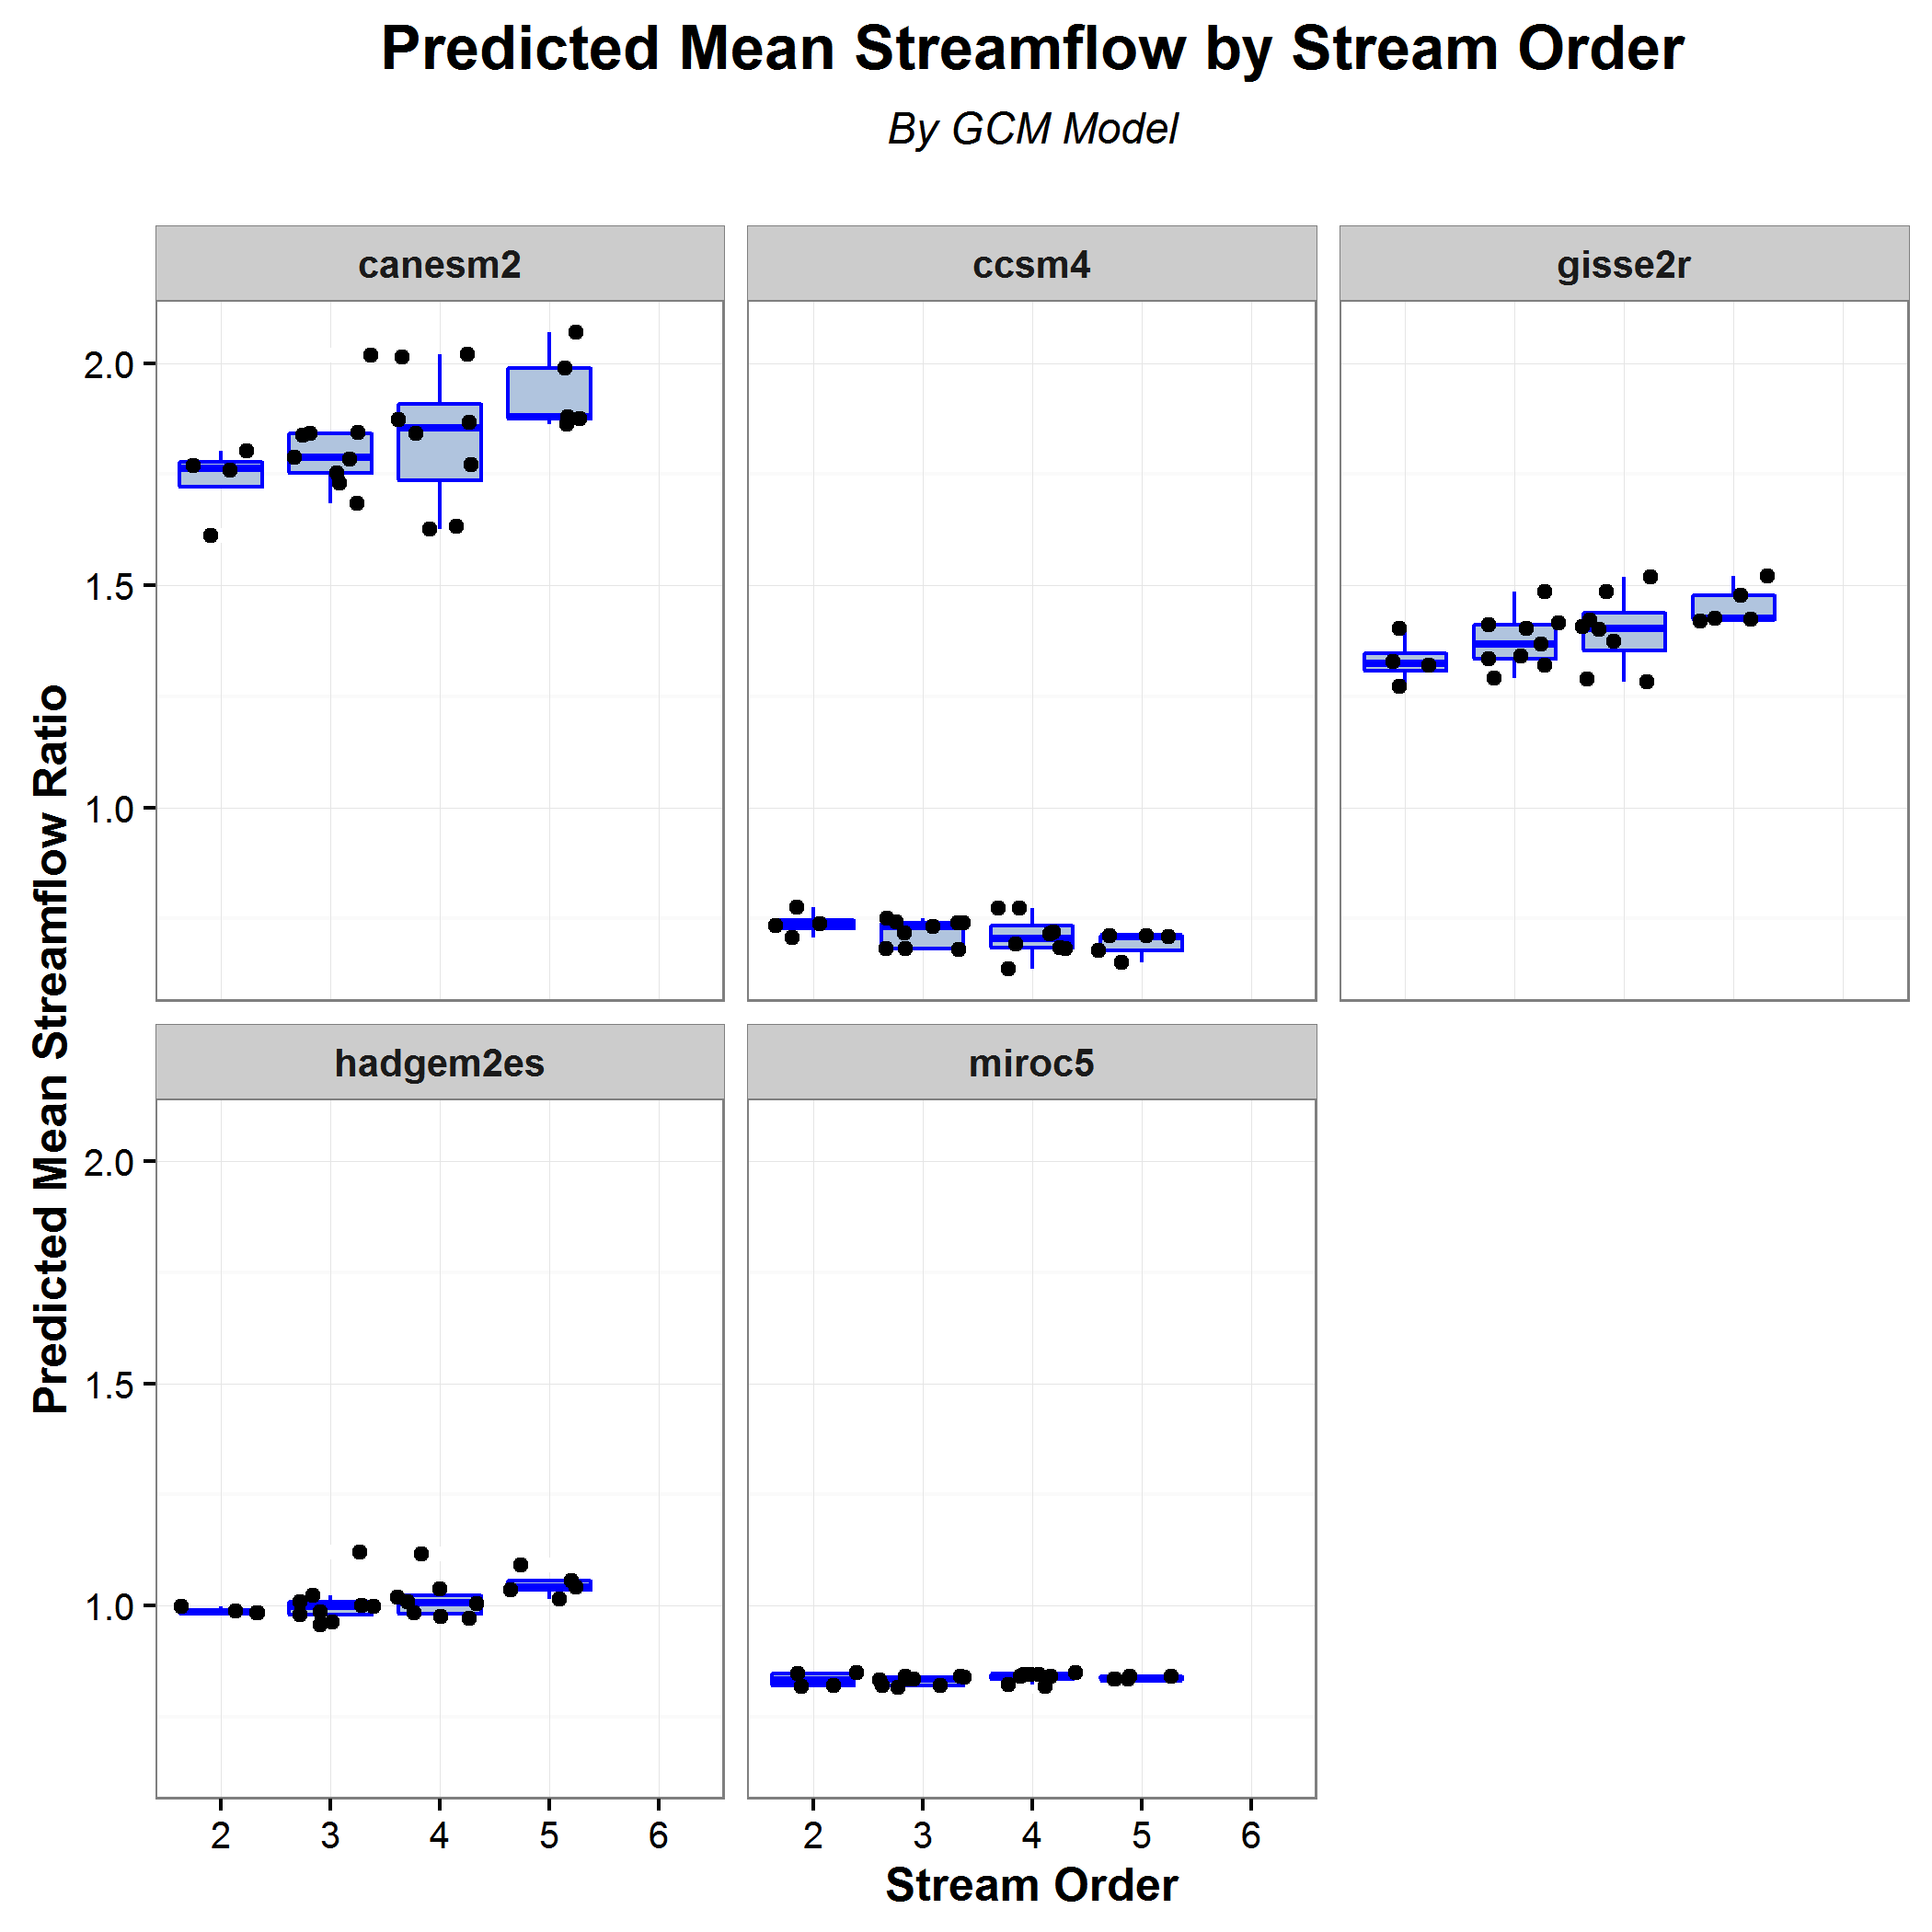 Predicted Mean Streamflow by Stream Order
By GCM Model
canesm2
ccsm4
gisse2r
2.0
1.5
1.0
Predicted Mean Streamflow Ratio
hadgem2es
miroc5
2.0
1.5
1.0
2 3 4 5 6
2 3 4 5 6
Stream Order